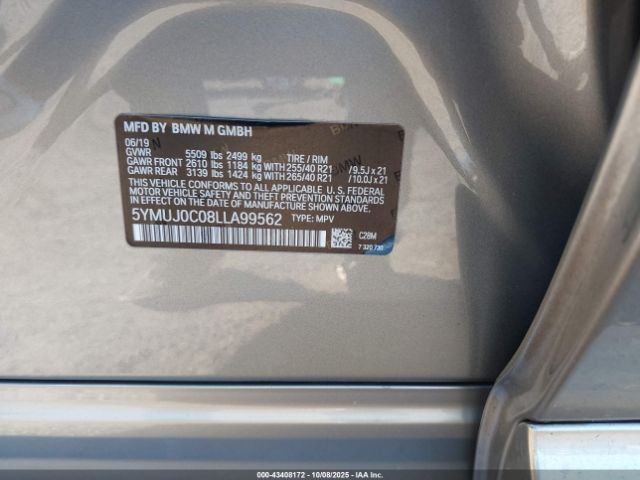 MFD BY BMW M GMBH
06/19
GVWR 5509 lbs 2499 kg TIRE / RIM
GAWR FRONT 2610 lbs 1184 kg WITH 255/40 R21 / 9.5J x 21
GAWR REAR 3139 lbs 1424 kg WITH 265/40 R21 / 10.0J x 21
THIS VEHICLE CONFORMS TO ALL APPLICABLE U. S. FEDERAL
MOTOR VEHICLE SAFETY, BUMPER, AND THEFT PREVENTION STANDARDS
IN EFFECT ON THE DATE OF MANUFACTURE SHOWN ABOVE.
5YMUJ0C08LLA99562 TYPE: MPV
C28M
7 320 730
000-43408172 10/08/2025 - IAAI.com